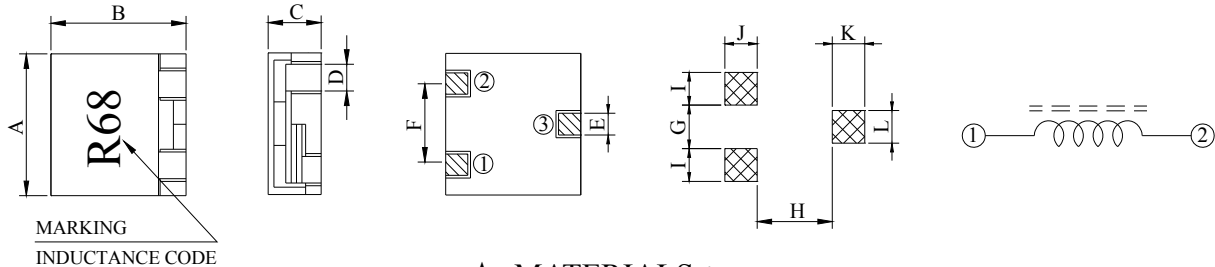 B
C
J
K
A
R68
D
F
②
①
③
E
I
G
I
L
H
①
②
MARKING
INDUCTANCE CODE